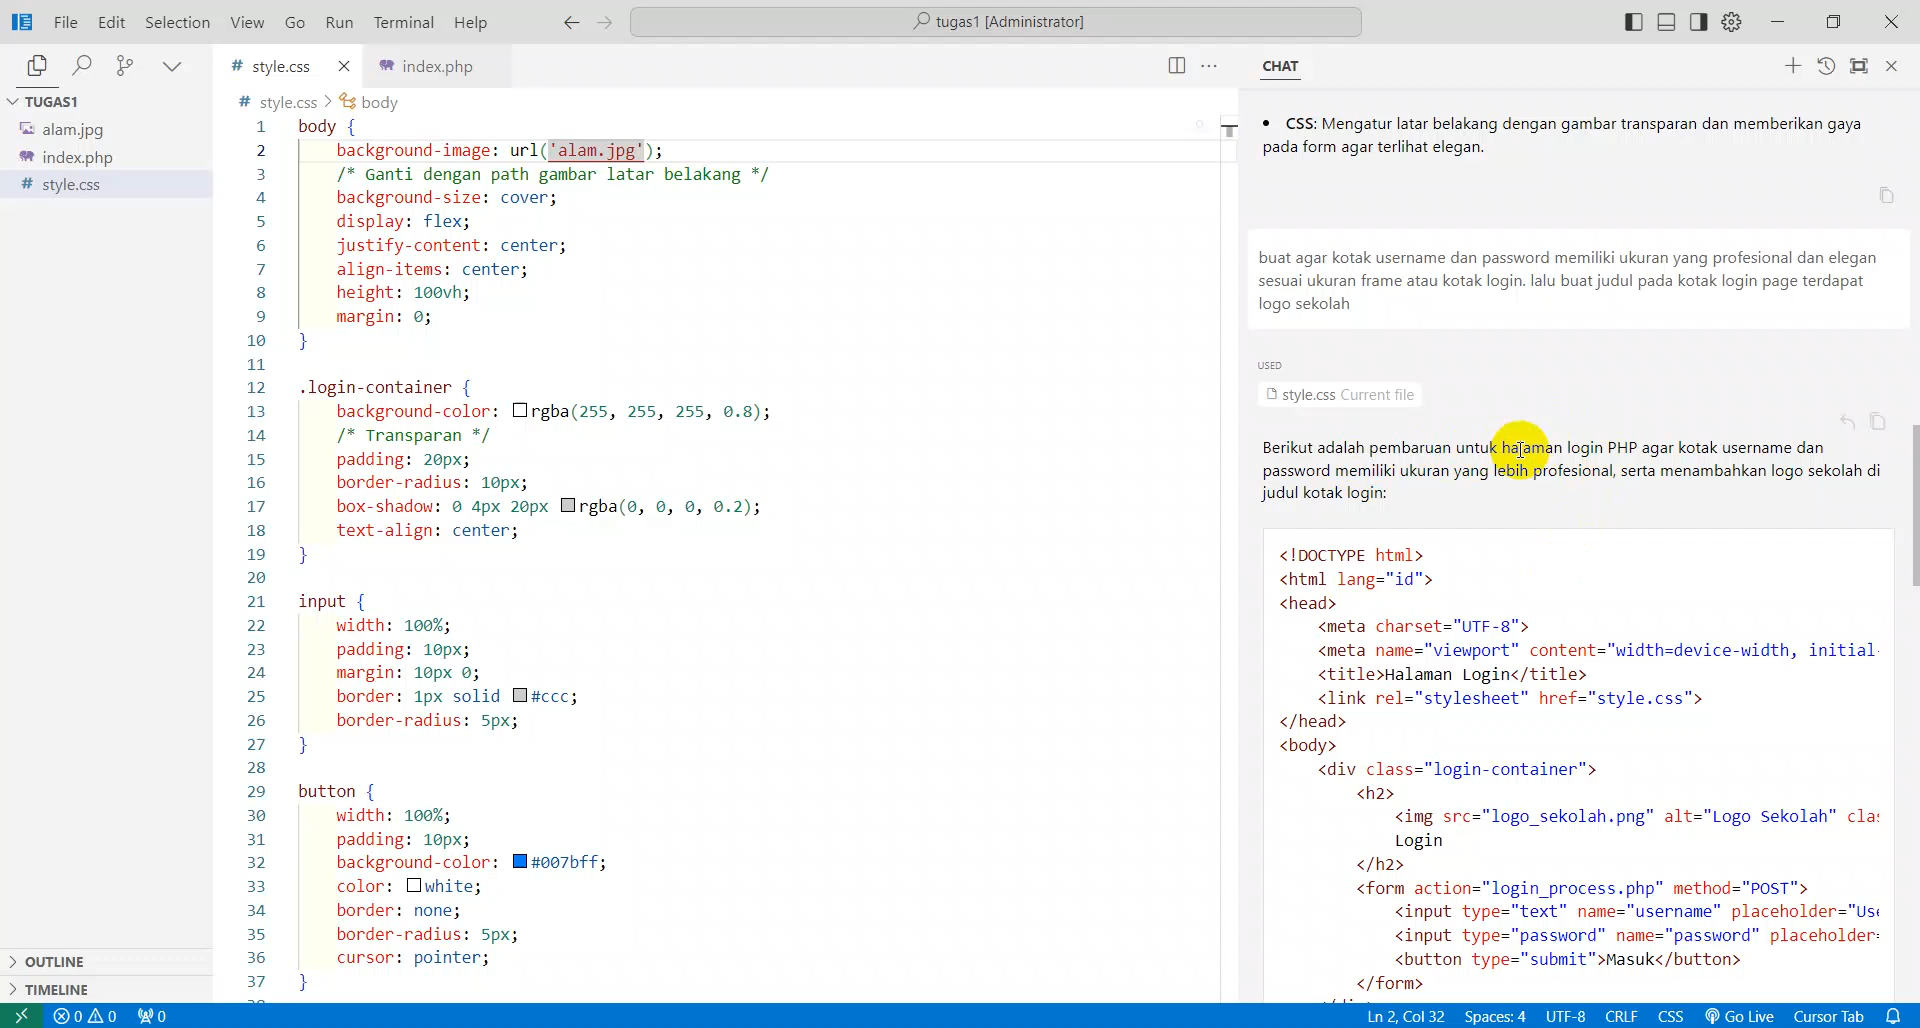 File Edit Selection View Go Run Terminal Help
tugas1 [Administrator]
TUGAS1
alam.jpg
index.php
# style.css
OUTLINE
TIMELINE
# style.css index.php
# style.css > body
1 body {
2 background-image: url('alam.jpg');
3 /* Ganti dengan path gambar latar belakang */
4 background-size: cover;
5 display: flex;
6 justify-content: center;
7 align-items: center;
8 height: 100vh;
9 margin: 0;
10 }
11
12 .login-container {
13 background-color: rgba(255, 255, 255, 0.8);
14 /* Transparan */
15 padding: 20px;
16 border-radius: 10px;
17 box-shadow: 0 4px 20px rgba(0, 0, 0, 0.2);
18 text-align: center;
19 }
20
21 input {
22 width: 100%;
23 padding: 10px;
24 margin: 10px 0;
25 border: 1px solid #ccc;
26 border-radius: 5px;
27 }
28
29 button {
30 width: 100%;
31 padding: 10px;
32 background-color: #007bff;
33 color: white;
34 border: none;
35 border-radius: 5px;
36 cursor: pointer;
37 }
CHAT
• CSS: Mengatur latar belakang dengan gambar transparan dan memberikan gaya
pada form agar terlihat elegan.
buat agar kotak username dan password memiliki ukuran yang profesional dan elegan
sesuai ukuran frame atau kotak login. lalu buat judul pada kotak login page terdapat
logo sekolah
USED
style.css Current file
Berikut adalah pembaruan untuk halaman login PHP agar kotak username dan
password memiliki ukuran yang lebih profesional, serta menambahkan logo sekolah di
judul kotak login:
<!DOCTYPE html>
<html lang="id">
<head>
<meta charset="UTF-8">
<meta name="viewport" content="width=device-width, initial-
<title>Halaman Login</title>
<link rel="stylesheet" href="style.css">
</head>
<body>
<div class="login-container">
<h2>
<img src="logo_sekolah.png" alt="Logo Sekolah" clas
Login
</h2>
<form action="login_process.php" method="POST">
<input type="text" name="username" placeholder="Use
<input type="password" name="password" placeholder=
<button type="submit">Masuk</button>
</form>
0 0 0 Ln 2, Col 32 Spaces: 4 UTF-8 CRLF CSS Go Live Cursor Tab